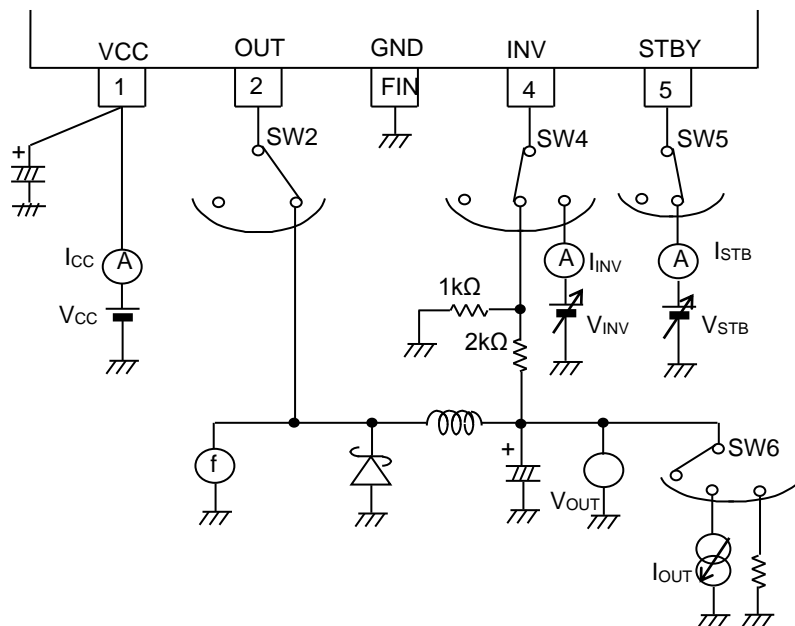 VCC OUT GND INV STBY
1 2 FIN 4 5
SW2 SW4 SW5
+
ICC A A IINV A ISTB
1kΩ
VCC VINV VSTB
2kΩ
f + VOUT SW6
IOUT